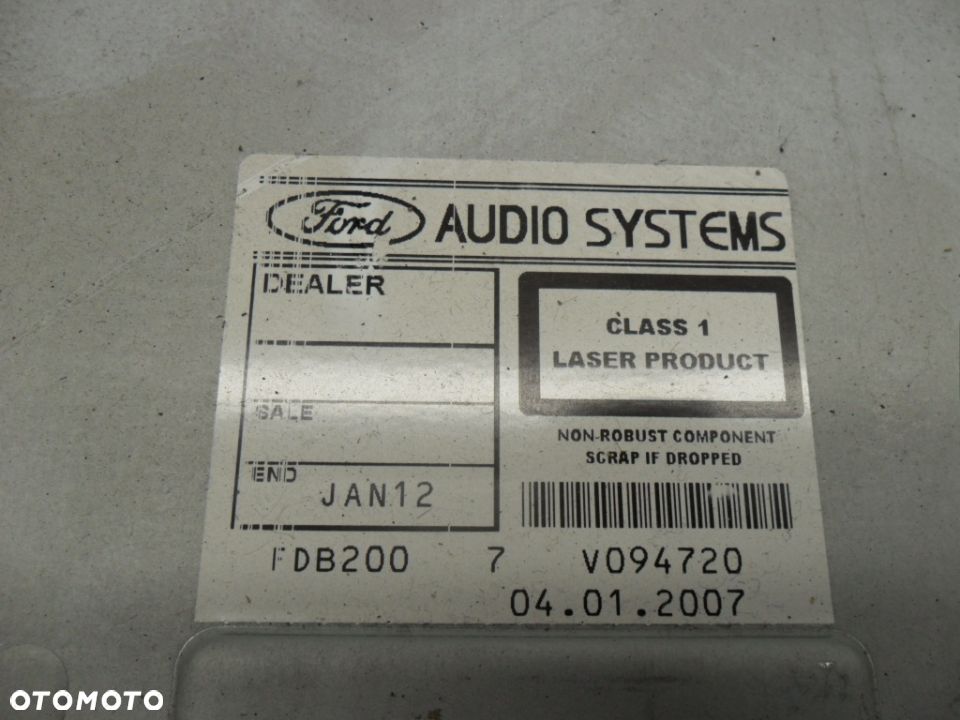 Ford AUDIO SYSTEMS
DEALER
CLASS 1
LASER PRODUCT
SALE
NON-ROBUST COMPONENT
SCRAP IF DROPPED
END JAN12
FDB200 7 V094720
04.01.2007
OTOMOTO